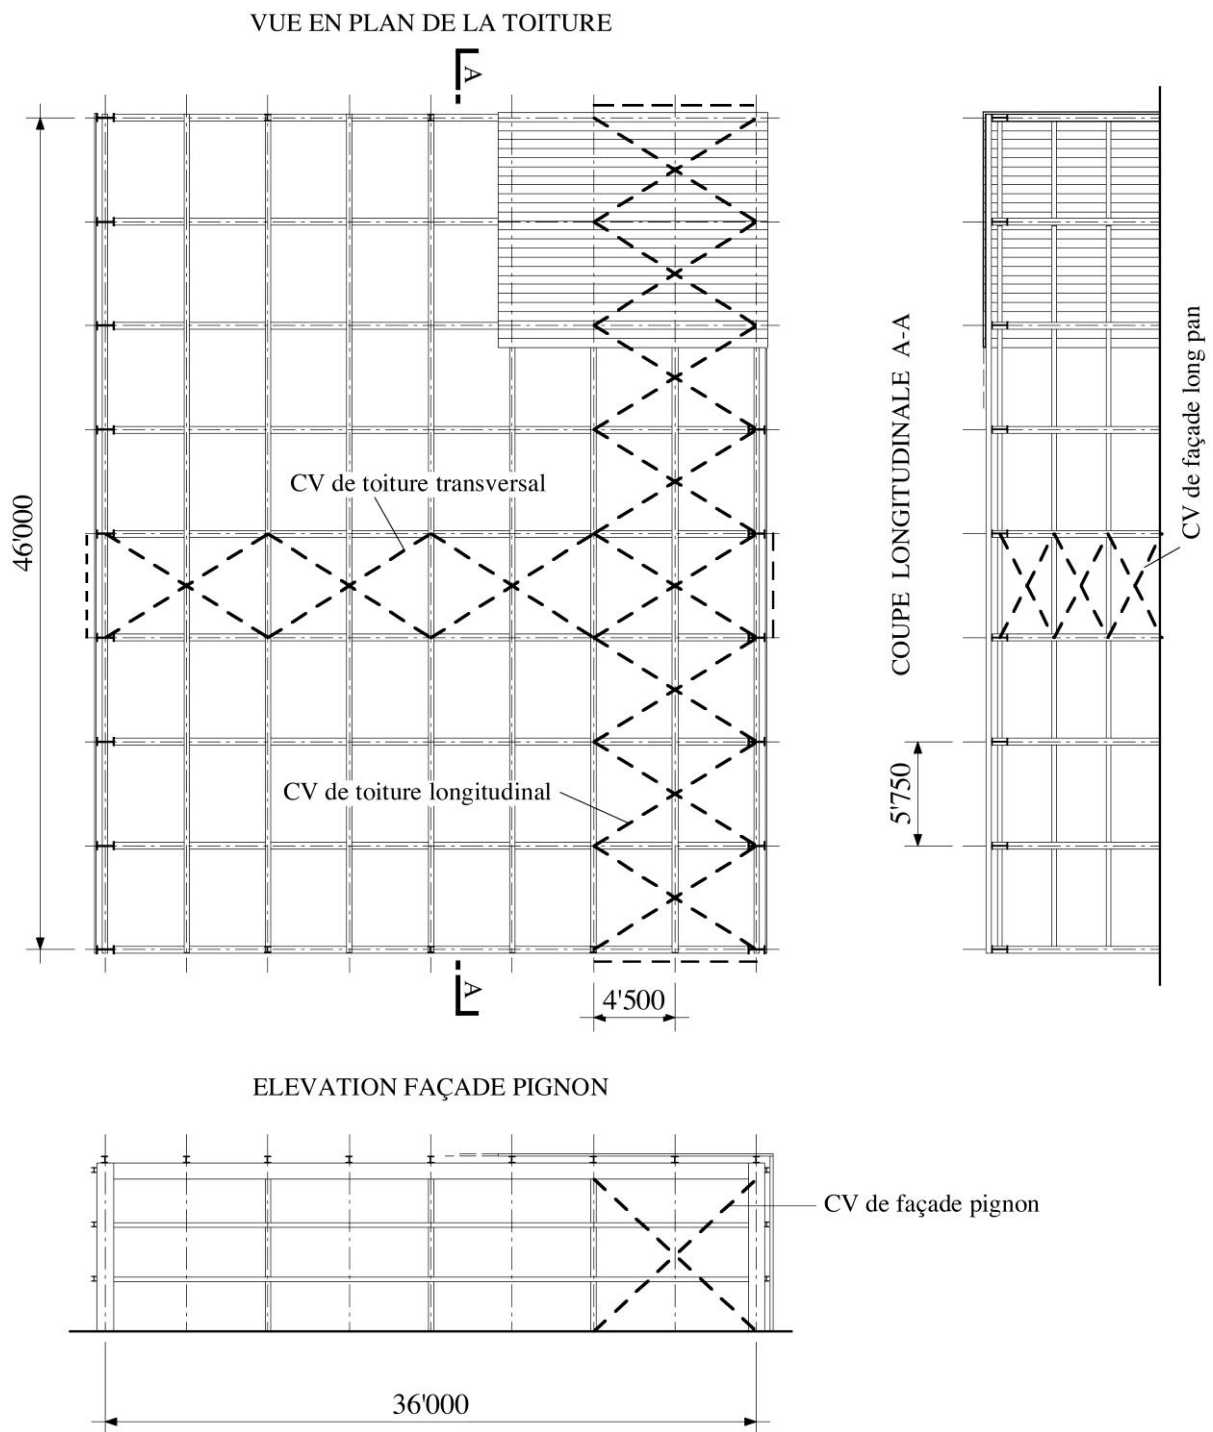 VUE EN PLAN DE LA TOITURE
A
46'000
CV de toiture transversal
CV de toiture longitudinal
A
4'500
COUPE LONGITUDINALE A-A
CV de façade long pan
5'750
ELEVATION FAÇADE PIGNON
CV de façade pignon
36'000